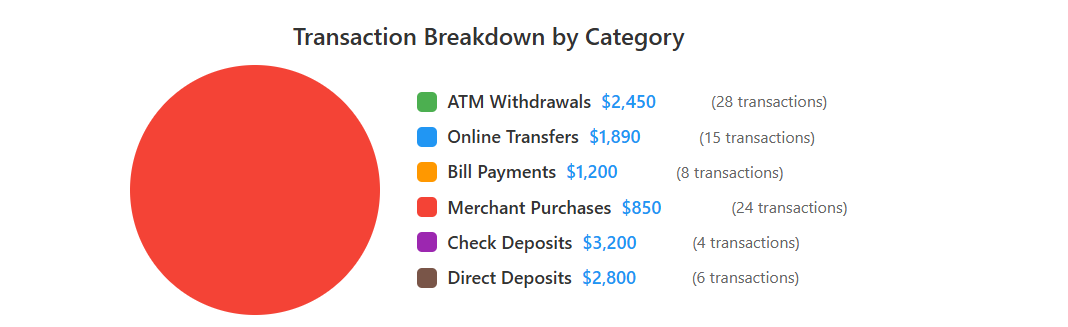 Transaction Breakdown by Category
ATM Withdrawals $2,450 (28 transactions)
Online Transfers $1,890 (15 transactions)
Bill Payments $1,200 (8 transactions)
Merchant Purchases $850 (24 transactions)
Check Deposits $3,200 (4 transactions)
Direct Deposits $2,800 (6 transactions)